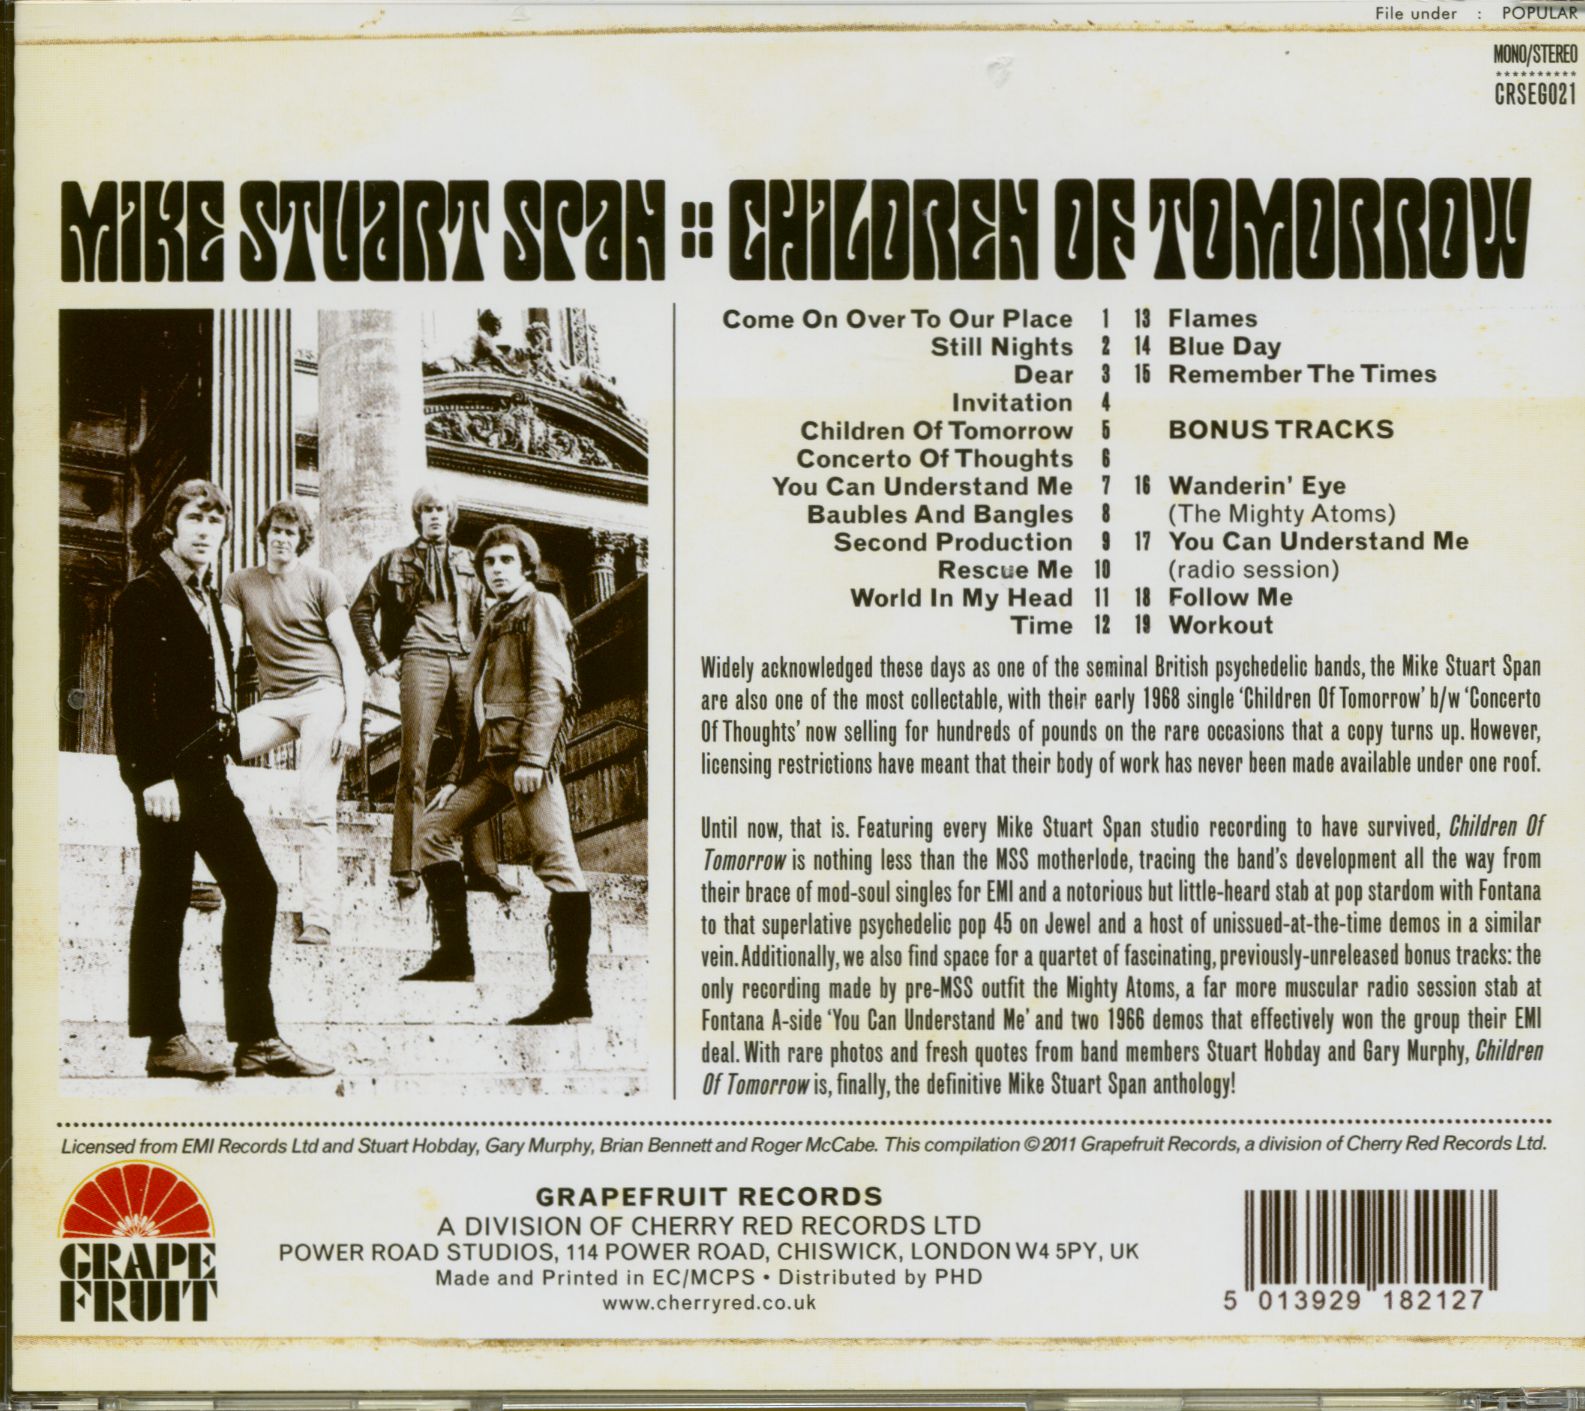 File under : POPULAR
MONO/STEREO
**********
CRSEG021
MIKE STUART SPAN :: CHILDREN OF TOMORROW
Come On Over To Our Place 1
Still Nights 2
Dear 3
Invitation 4
Children Of Tomorrow 5
Concerto Of Thoughts 6
You Can Understand Me 7
Baubles And Bangles 8
Second Production 9
Rescue Me 10
World In My Head 11
Time 12
13 Flames
14 Blue Day
15 Remember The Times
BONUS TRACKS
16 Wanderin' Eye
(The Mighty Atoms)
17 You Can Understand Me
(radio session)
18 Follow Me
19 Workout
Widely acknowledged these days as one of the seminal British psychedelic bands, the Mike Stuart Span
are also one of the most collectable, with their early 1968 single 'Children Of Tomorrow' b/w 'Concerto
Of Thoughts' now selling for hundreds of pounds on the rare occasions that a copy turns up. However,
licensing restrictions have meant that their body of work has never been made available under one roof.
Until now, that is. Featuring every Mike Stuart Span studio recording to have survived, Children Of
Tomorrow is nothing less than the MSS motherlode, tracing the band's development all the way from
their brace of mod-soul singles for EMI and a notorious but little-heard stab at pop stardom with Fontana
to that superlative psychedelic pop 45 on Jewel and a host of unissued-at-the-time demos in a similar
vein. Additionally, we also find space for a quartet of fascinating, previously-unreleased bonus tracks: the
only recording made by pre-MSS outfit the Mighty Atoms, a far more muscular radio session stab at
Fontana A-side 'You Can Understand Me' and two 1966 demos that effectively won the group their EMI
deal. With rare photos and fresh quotes from band members Stuart Hobday and Gary Murphy, Children
Of Tomorrow is, finally, the definitive Mike Stuart Span anthology!
Licensed from EMI Records Ltd and Stuart Hobday, Gary Murphy, Brian Bennett and Roger McCabe. This compilation © 2011 Grapefruit Records, a division of Cherry Red Records Ltd.
GRAPE
FRUIT
GRAPEFRUIT RECORDS
A DIVISION OF CHERRY RED RECORDS LTD
POWER ROAD STUDIOS, 114 POWER ROAD, CHISWICK, LONDON W4 5PY, UK
Made and Printed in EC/MCPS • Distributed by PHD
www.cherryred.co.uk
5 013929 182127